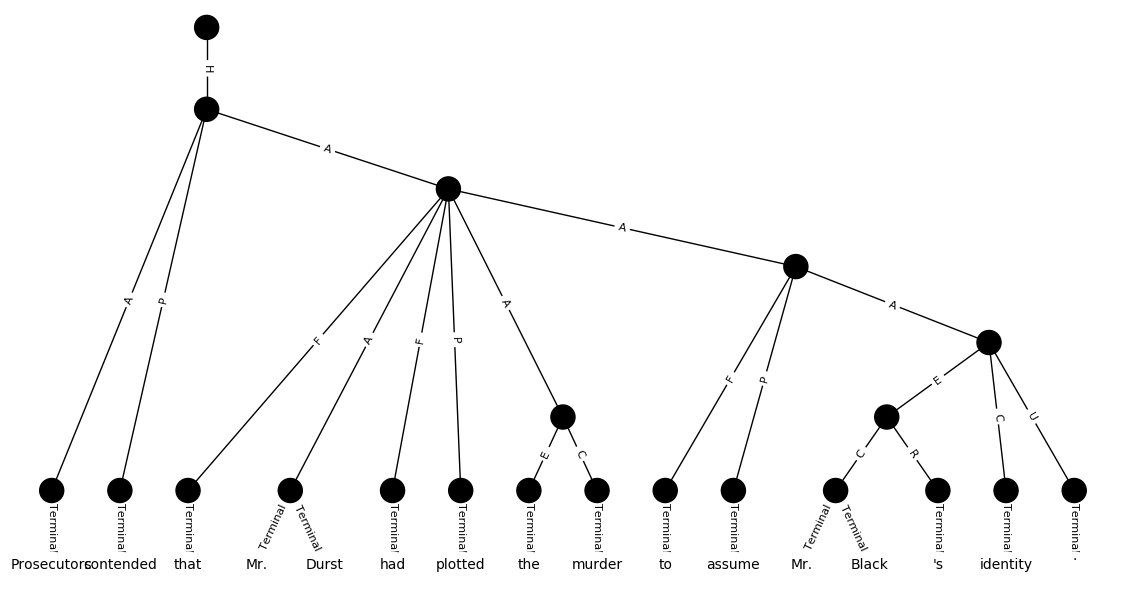 H
A
A
A
P
A
F
A
F
P
A
F
P
E
C
U
E
C
C
R
Terminal Terminal Terminal Terminal Terminal Terminal Terminal Terminal Terminal Terminal Terminal Terminal Terminal Terminal Terminal Terminal
Prosecutors contended that Mr. Durst had plotted the murder to assume Mr. Black 's identity .